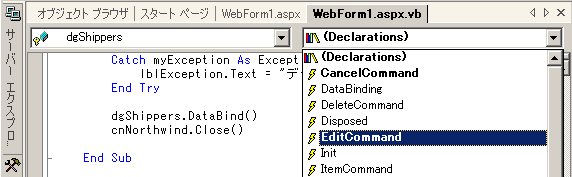 オブジェクト ブラウザ | スタート ページ | WebForm1.aspx | WebForm1.aspx.vb
dgShippers
(Declarations)
サーバー エクスプロ...
Catch myException As Except
lblException.Text = "デ
End Try
dgShippers.DataBind()
cnNorthwind.Close()
End Sub
(Declarations)
CancelCommand
DataBinding
DeleteCommand
Disposed
EditCommand
Init
ItemCommand